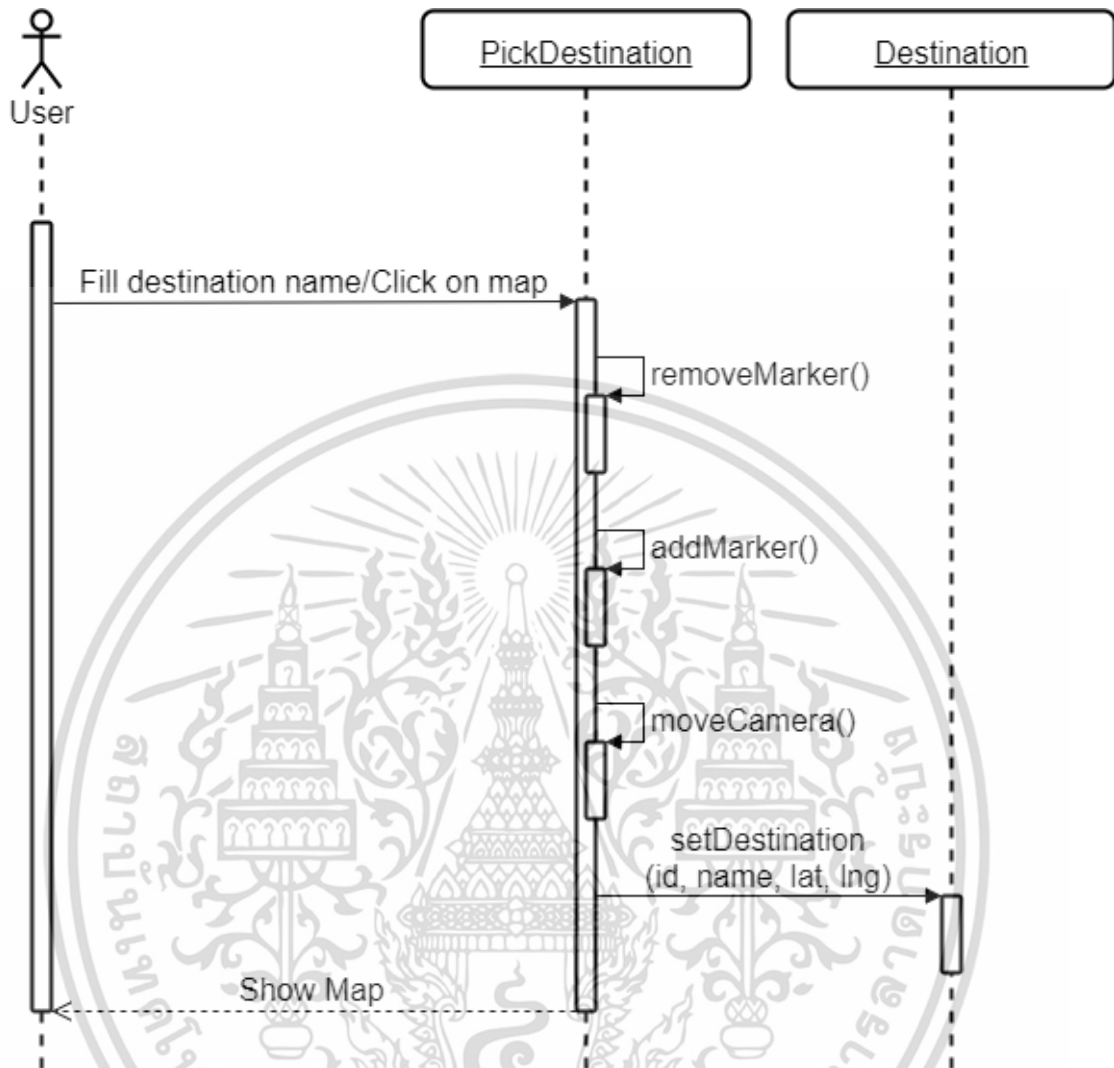 User
PickDestination
Destination
Fill destination name/Click on map
removeMarker()
addMarker()
moveCamera()
setDestination
(id, name, lat, lng)
Show Map